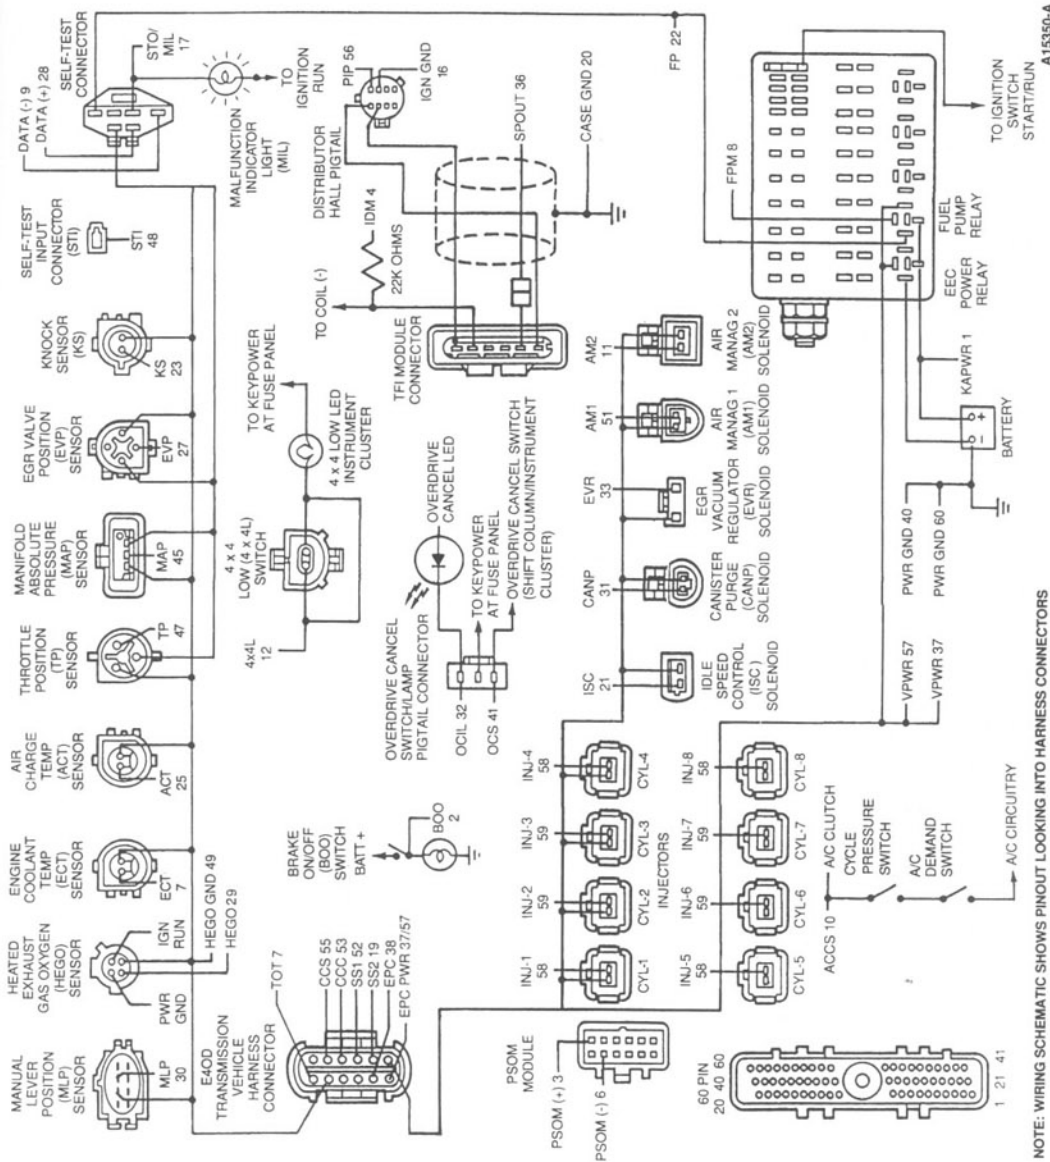 MANUAL
LEVER
POSITION
(MLP)
SENSOR
MLP
30
HEATED
EXHAUST
GAS OXYGEN
(HEGO)
SENSOR
PWR
GND
IGN
RUN
HEGO GND 49
HEGO 29
ENGINE
COOLANT
TEMP
(ECT)
SENSOR
ECT
7
AIR
CHARGE
TEMP
(ACT)
SENSOR
ACT
25
THROTTLE
POSITION
(TP)
SENSOR
TP
47
MANIFOLD
ABSOLUTE
PRESSURE
(MAP)
SENSOR
MAP
45
EGR VALVE
POSITION
(EVP)
SENSOR
EVP
27
KNOCK
SENSOR
(KS)
KS
23
SELF-TEST
INPUT
CONNECTOR
(STI)
STI
48
DATA (-) 9
DATA (+) 28
SELF-TEST
CONNECTOR
STO/
MIL
17
MALFUNCTION
INDICATOR
LIGHT
(MIL)
TO
IGNITION
RUN
E4OD
TRANSMISSION
VEHICLE
HARNESS
CONNECTOR
TOT 7
CCS 55
CCC 53
SS1 52
SS2 19
EPC 38
EPC PWR 37/57
BRAKE
ON/OFF
(BOO)
SWITCH
BATT +
BOO
2
4x4L
12
4 x 4
LOW (4 x 4L)
SWITCH
TO KEYPOWER
AT FUSE PANEL
4 x 4 LOW LED
INSTRUMENT
CLUSTER
OVERDRIVE CANCEL
SWITCH/LAMP
PIGTAIL CONNECTOR
OCIL 32
OCS 41
OVERDRIVE
CANCEL LED
TO KEYPOWER
AT FUSE PANEL
OVERDRIVE CANCEL SWITCH
(SHIFT COLUMN/INSTRUMENT
CLUSTER)
TO COIL (-)
22K OHMS
IDM 4
TFI MODULE
CONNECTOR
DISTRIBUTOR
HALL PIGTAIL
PIP 56
IGN GND
16
SPOUT 36
CASE GND 20
FP 22
PSOM
MODULE
PSOM (+) 3
PSOM (-) 6
INJ-1
58
CYL-1
INJ-2
59
CYL-2
INJ-3
59
CYL-3
INJ-4
58
CYL-4
INJECTORS
INJ-5
58
CYL-5
INJ-6
59
CYL-6
INJ-7
59
CYL-7
INJ-8
58
CYL-8
ISC
21
IDLE
SPEED
CONTROL
(ISC)
SOLENOID
CANP
31
CANISTER
PURGE
(CANP)
SOLENOID
EVR
33
EGR
VACUUM
REGULATOR
(EVR)
SOLENOID
AM1
51
AIR
MANAG 1
(AM1)
SOLENOID
AM2
11
AIR
MANAG 2
(AM2)
SOLENOID
FPM 8
EEC
POWER
RELAY
FUEL
PUMP
RELAY
TO IGNITION
SWITCH
START/RUN
KAPWR 1
BATTERY
+
-
PWR GND 40
PWR GND 60
VPWR 57
VPWR 37
ACCS 10
A/C CLUTCH
CYCLE
PRESSURE
SWITCH
A/C
DEMAND
SWITCH
A/C CIRCUITRY
60 PIN
20 40 60
1 21 41
NOTE: WIRING SCHEMATIC SHOWS PINOUT LOOKING INTO HARNESS CONNECTORS
A15350-A